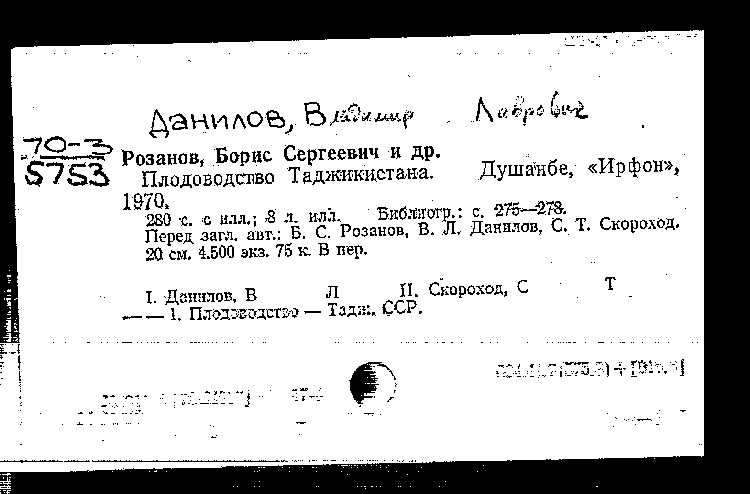 Данилов, Владимир Лаврович
70-3
5753
Розанов, Борис Сергеевич и др.
Плодоводство Таджикистана. Душанбе, «Ирфон»,
1970.
280 с. с илл.; 8 л. илл. Библиогр.: с. 275—278.
Перед загл. авт.: Б. С. Розанов, В. Л. Данилов, С. Т. Скороход.
20 см. 4.500 экз. 75 к. В пер.
I. Данилов, В Л II. Скороход, С Т
— — 1. Плодоводство — Тадж. ССР.